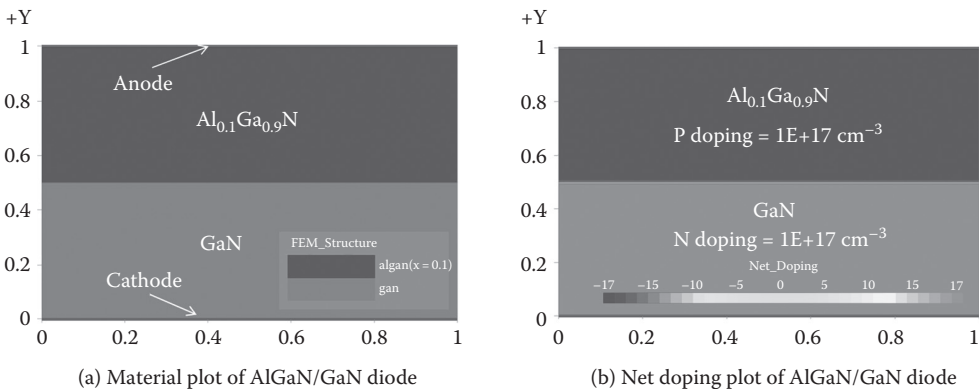 +Y
1
0.8
0.6
0.4
0.2
0
0
0.2
0.4
0.6
0.8
1
Anode
Al0.1Ga0.9N
GaN
Cathode
FEM_Structure
algan(x = 0.1)
gan
(a) Material plot of AlGaN/GaN diode
+Y
1
0.8
0.6
0.4
0.2
0
0
0.2
0.4
0.6
0.8
1
Al0.1Ga0.9N
P doping = 1E+17 cm−3
GaN
N doping = 1E+17 cm−3
Net_Doping
−17 −15 −10 −5 0 5 10 15 17
(b) Net doping plot of AlGaN/GaN diode